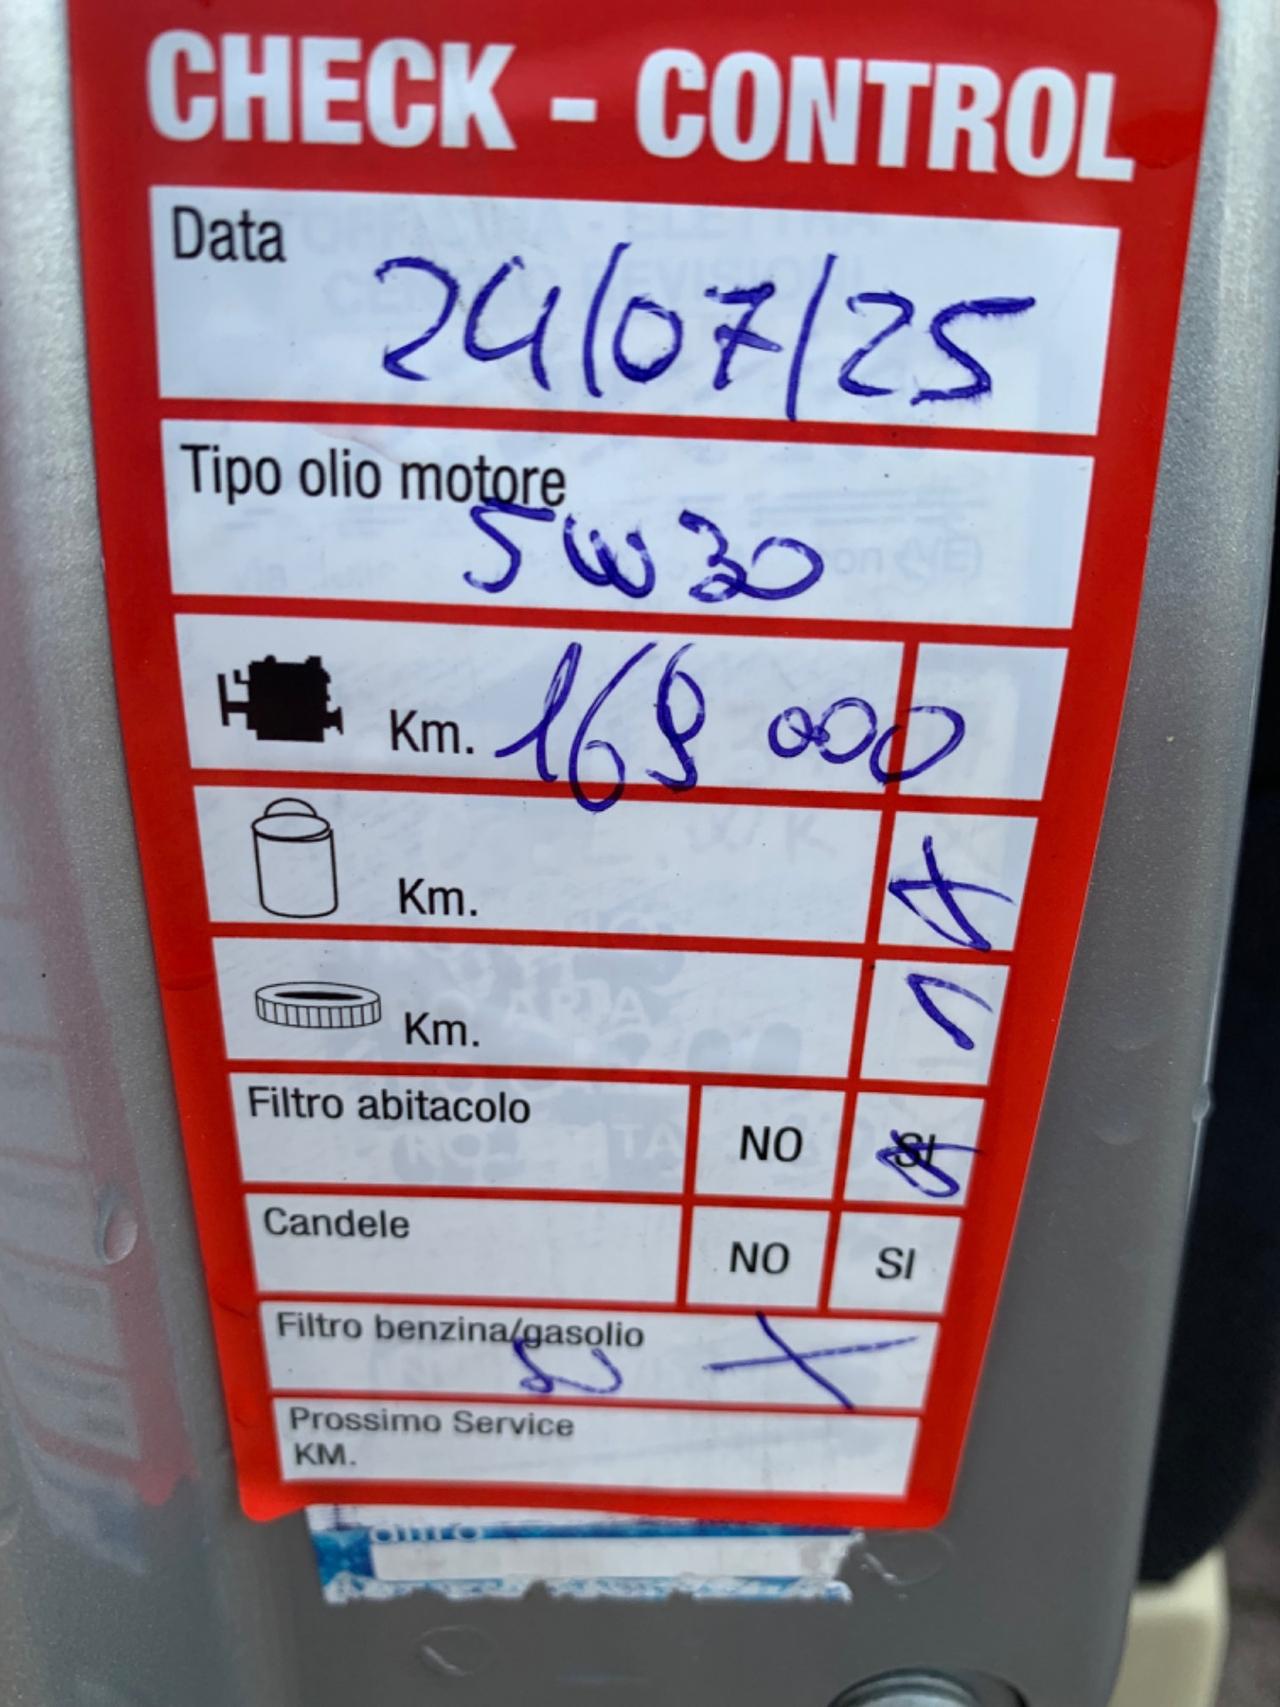 CHECK - CONTROL
Data
24/07/25
Tipo olio motore
5W30
Km. 169 000
Km. X
Km.
Filtro abitacolo NO SI
Candele NO SI
Filtro benzina/gasolio
X
Prossimo Service
KM.